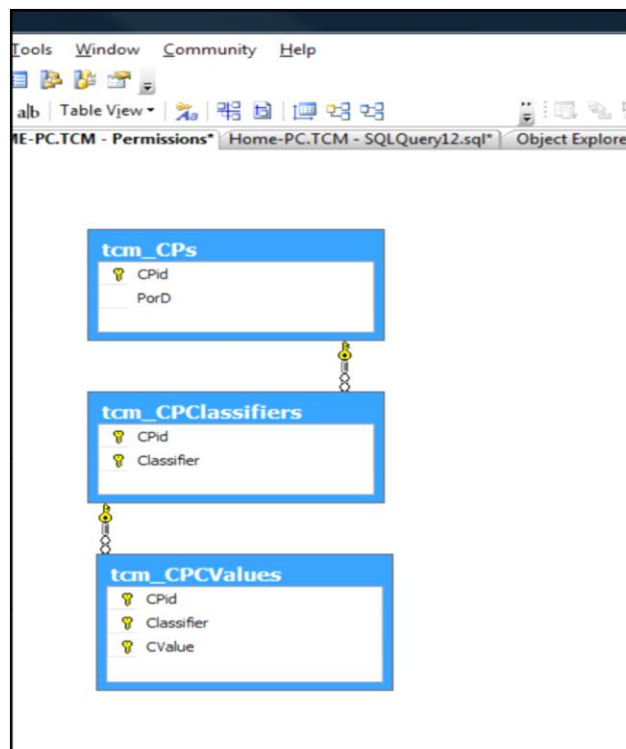 Tools Window Community Help
a|b Table View
ME-PC.TCM - Permissions* Home-PC.TCM - SQLQuery12.sql* Object Explore
tcm_CPs
CPid
PorD
tcm_CPClassifiers
CPid
Classifier
tcm_CPCValues
CPid
Classifier
CValue